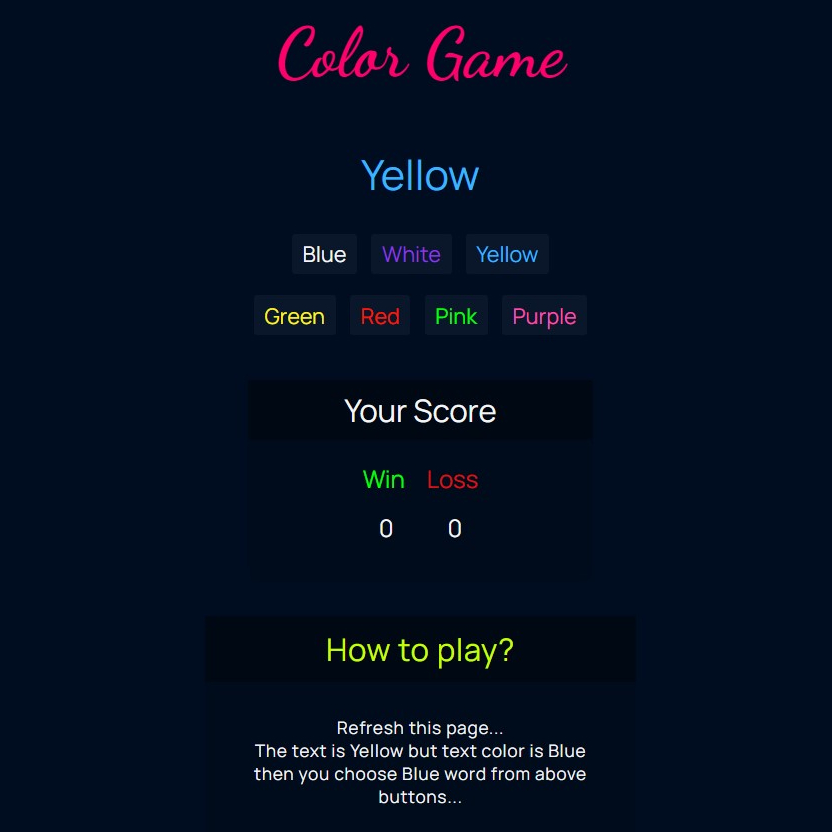 Color Game
Yellow
Blue White Yellow
Green Red Pink Purple
Your Score
Win Loss
0 0
How to play?
Refresh this page...
The text is Yellow but text color is Blue
then you choose Blue word from above
buttons...